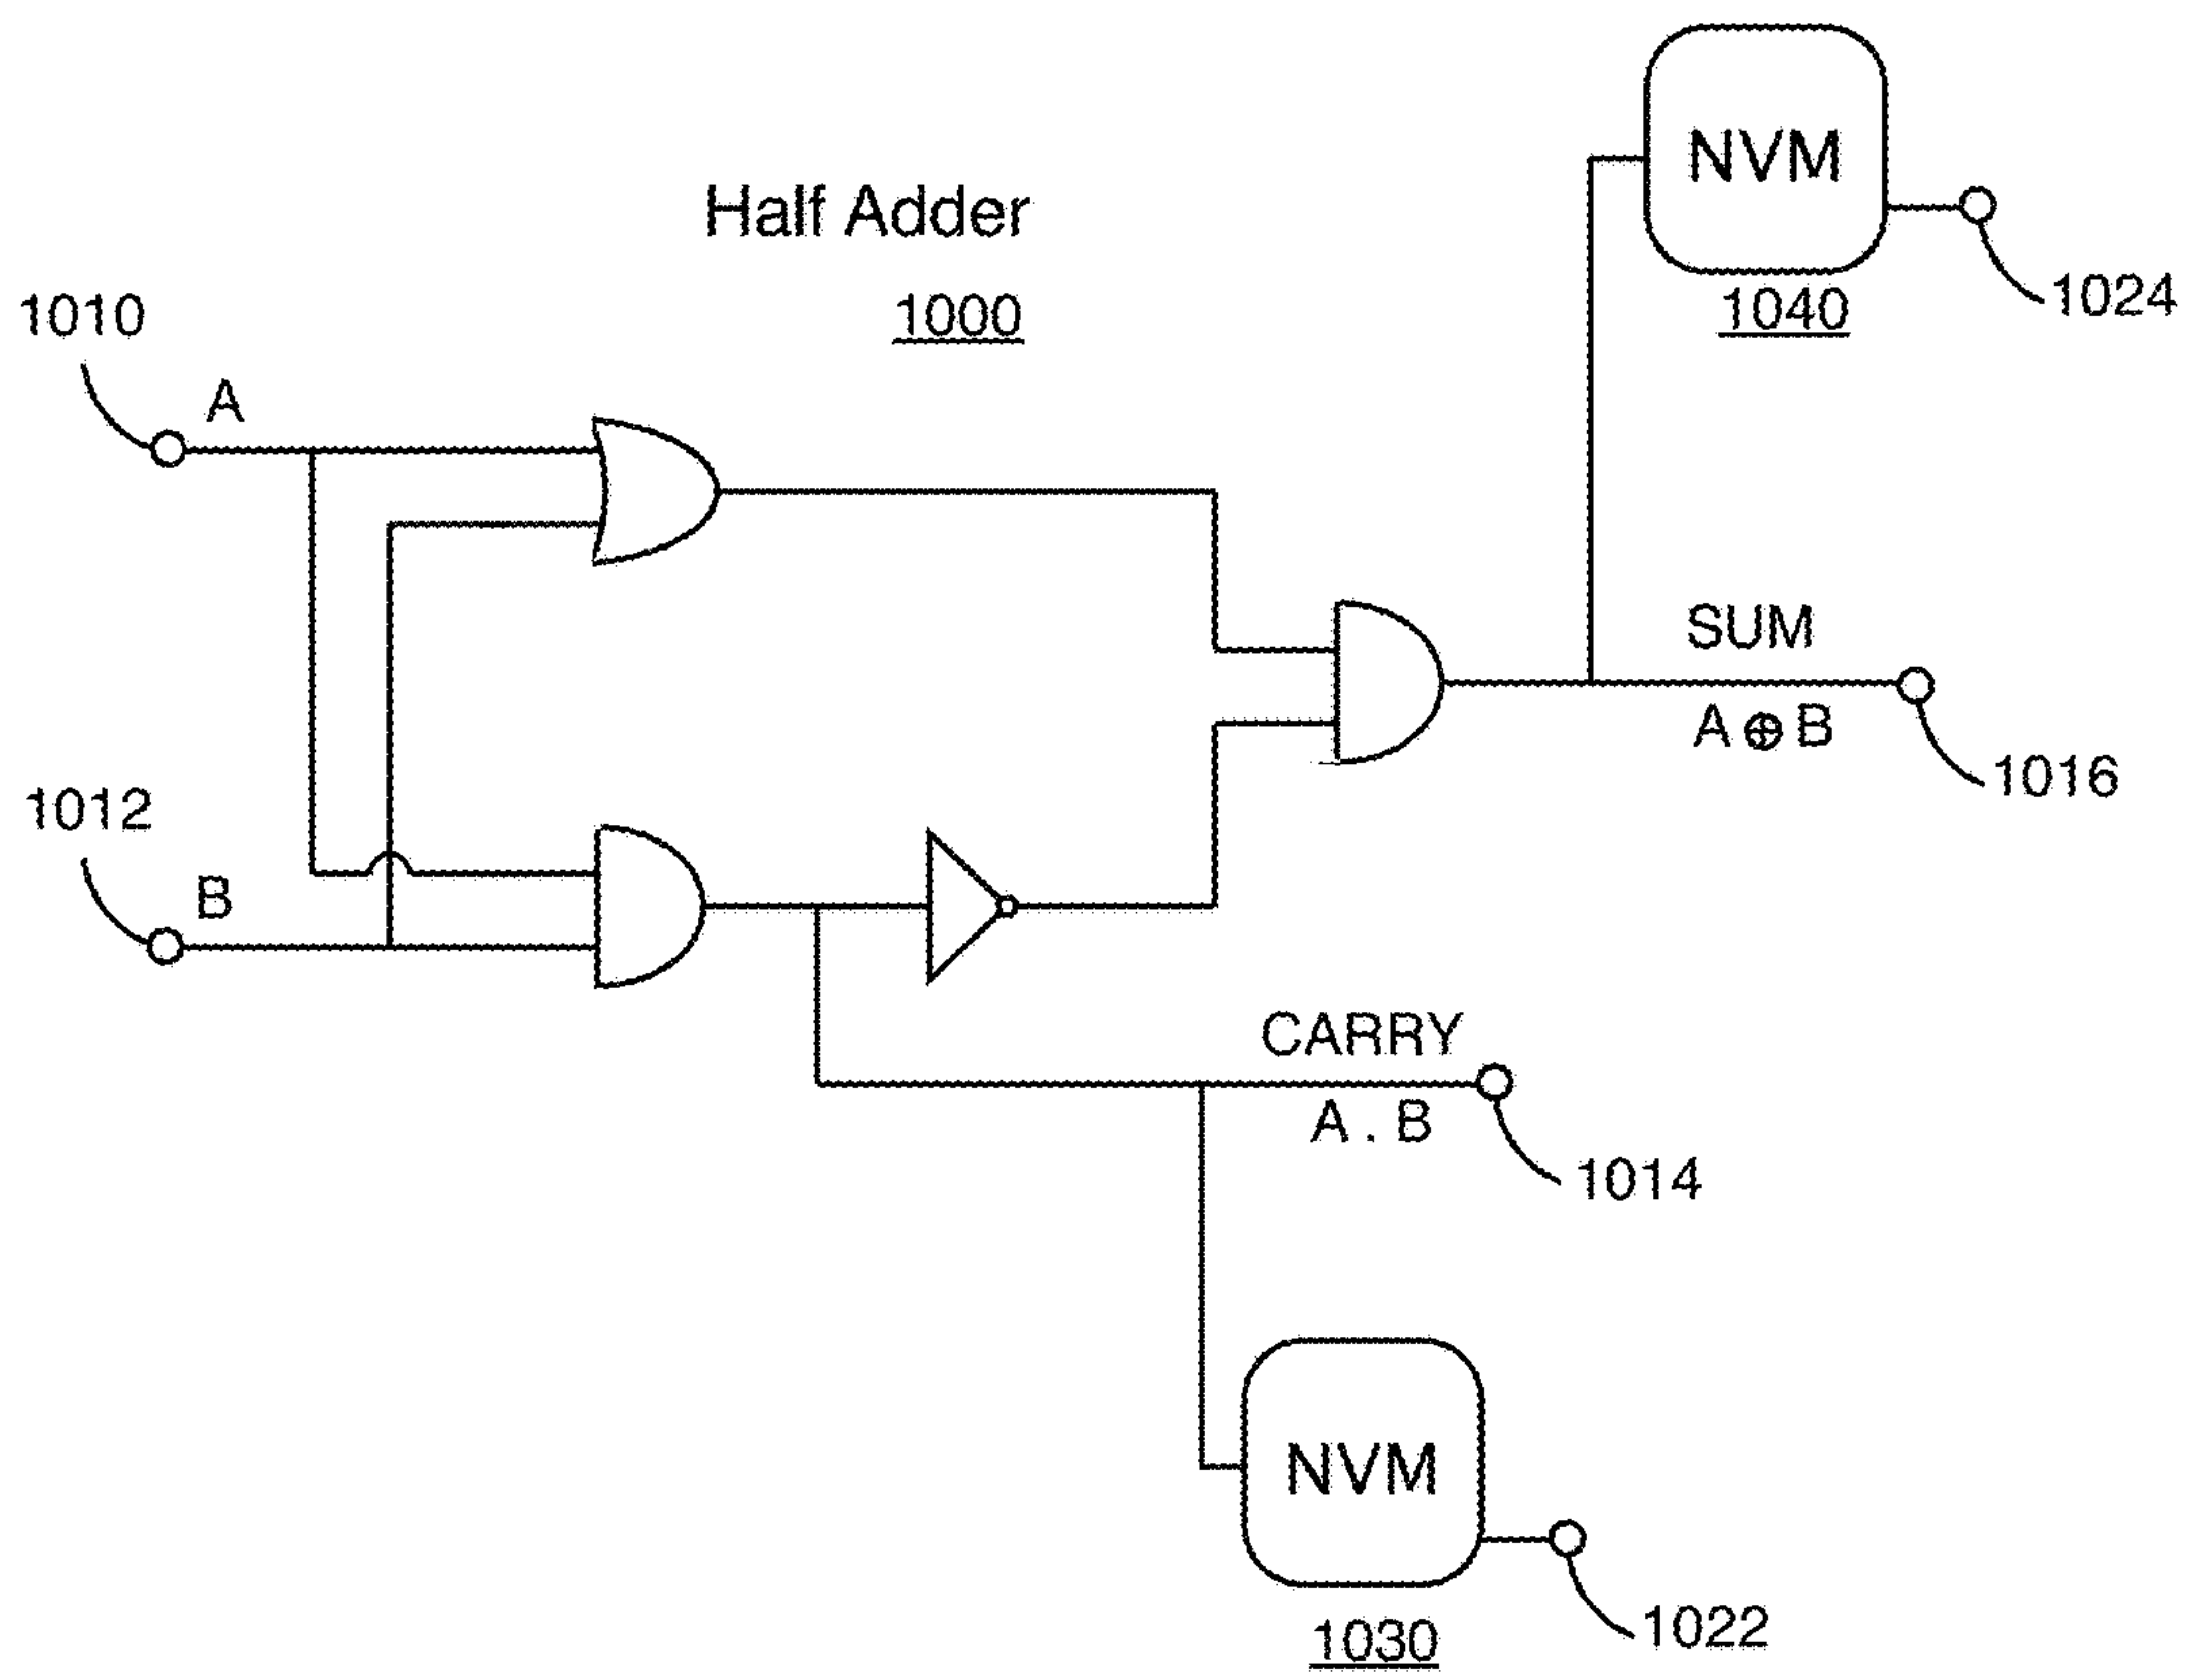 NVM
Half Adder
1000
1040
1024
1010
A
SUM
A ⊕ B
1016
1012
B
CARRY
A . B
1014
NVM
1030
1022